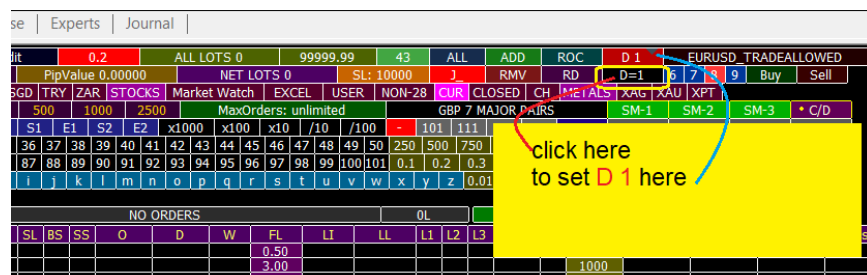 se | Experts | Journal |
dit 0.2 ALL LOTS 0 99999.99 43 ALL ADD ROC D 1 EURUSD_TRADEALLOWED
PipValue 0.00000 NET LOTS 0 SL: 10000 J_ RMV RD D=1 6 7 8 9 Buy Sell
SGD TRY ZAR STOCKS Market Watch EXCEL USER NON-28 CUR CLOSED CH METALS XAG XAU XPT
500 1000 2500 MaxOrders: unlimited GBP 7 MAJOR PAIRS SM-1 SM-2 SM-3 * C/D
S1 E1 S2 E2 x1000 x100 x10 /10 /100 - 101 111
36 37 38 39 40 41 42 43 44 45 46 47 48 49 50 250 500 750
87 88 89 90 91 92 93 94 95 96 97 98 99 100 101 0.1 0.2 0.3
i j k l m n o p q r s t u v w x y z 0.01
click here
to set D 1 here
NO ORDERS 0L
SL BS SS O D W FL LI LL L1 L2 L3
0.50
3.00 1000